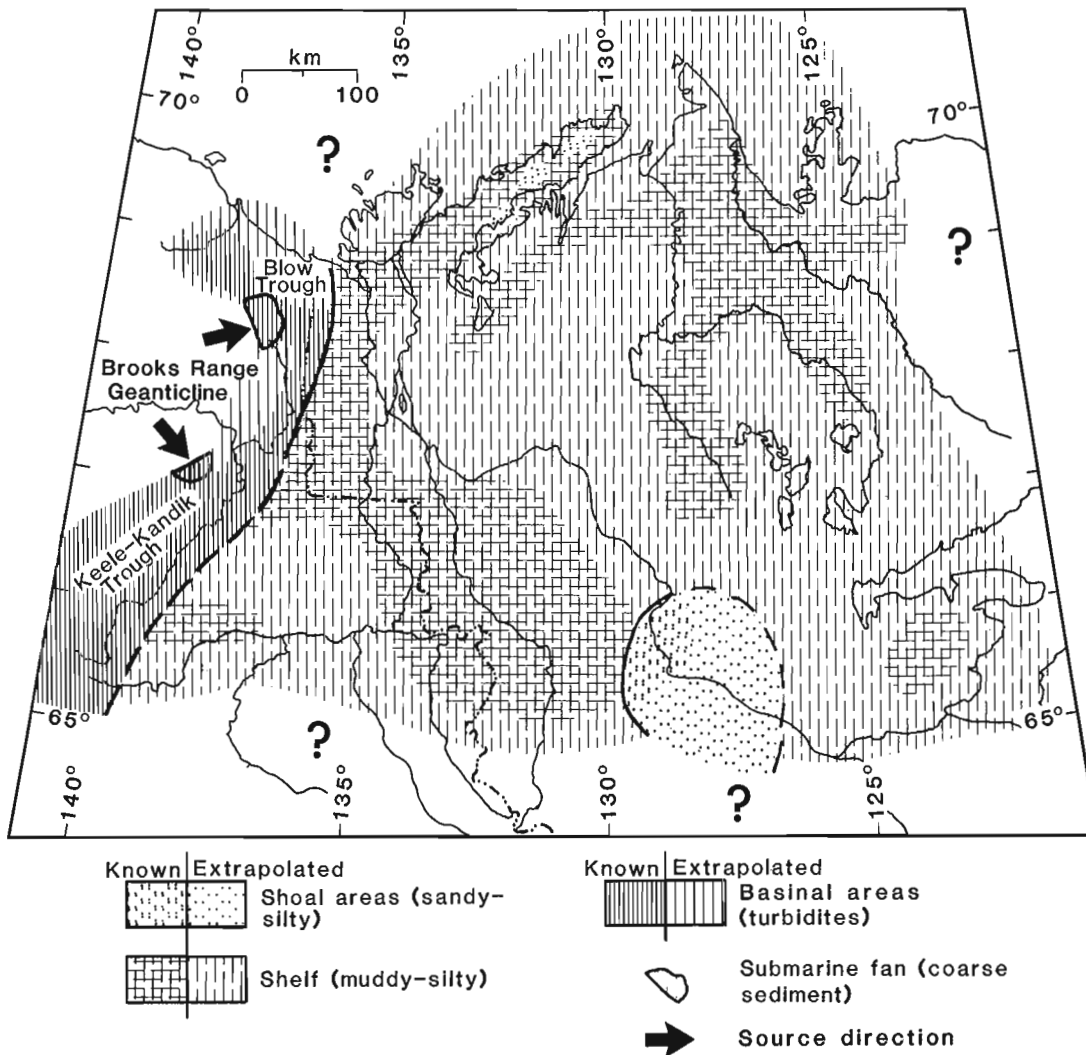 140°
135°
130°
125°
km
0 100
70°
70°
?
?
Blow
Trough
Brooks Range
Geanticline
Keele-Kandik
Trough
65°
65°
?
?
140°
135°
130°
125°
Known Extrapolated
Shoal areas (sandy-
silty)
Shelf (muddy-silty)
Known Extrapolated
Basinal areas
(turbidites)
Submarine fan (coarse
sediment)
Source direction